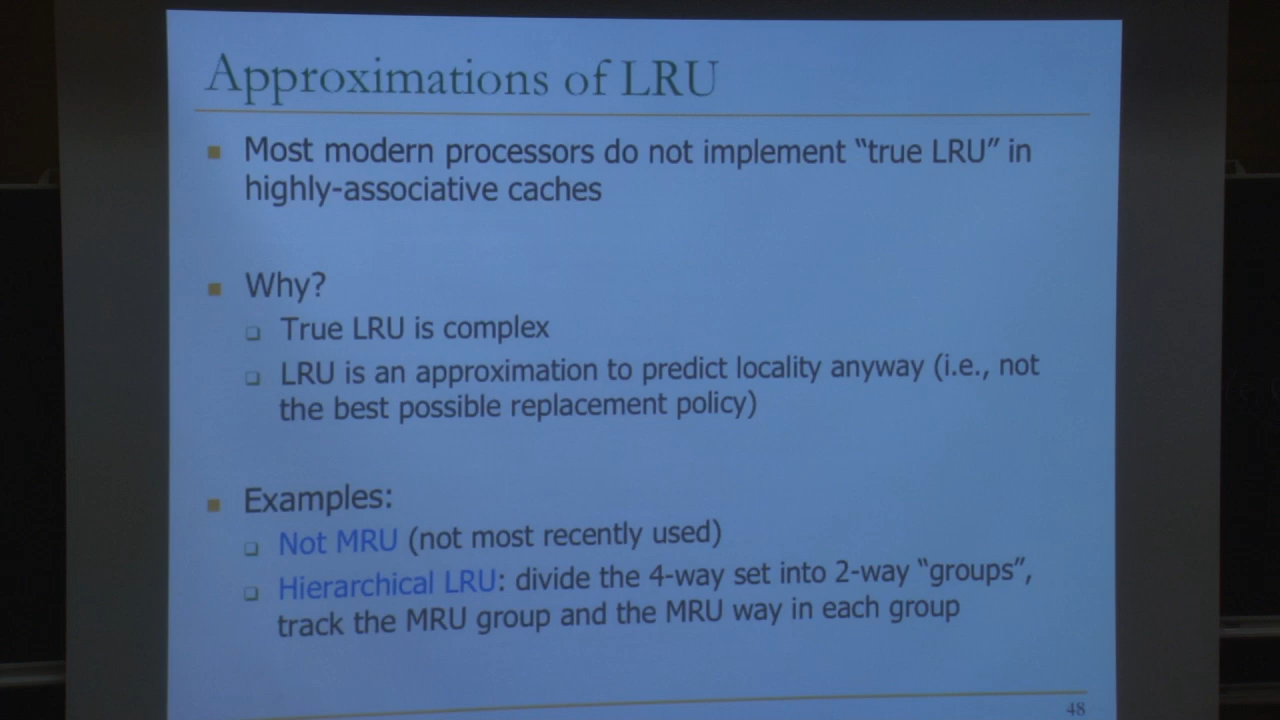 Approximations of LRU
Most modern processors do not implement “true LRU” in
highly-associative caches
Why?
True LRU is complex
LRU is an approximation to predict locality anyway (i.e., not
the best possible replacement policy)
Examples:
Not MRU (not most recently used)
Hierarchical LRU: divide the 4-way set into 2-way “groups”,
track the MRU group and the MRU way in each group
48